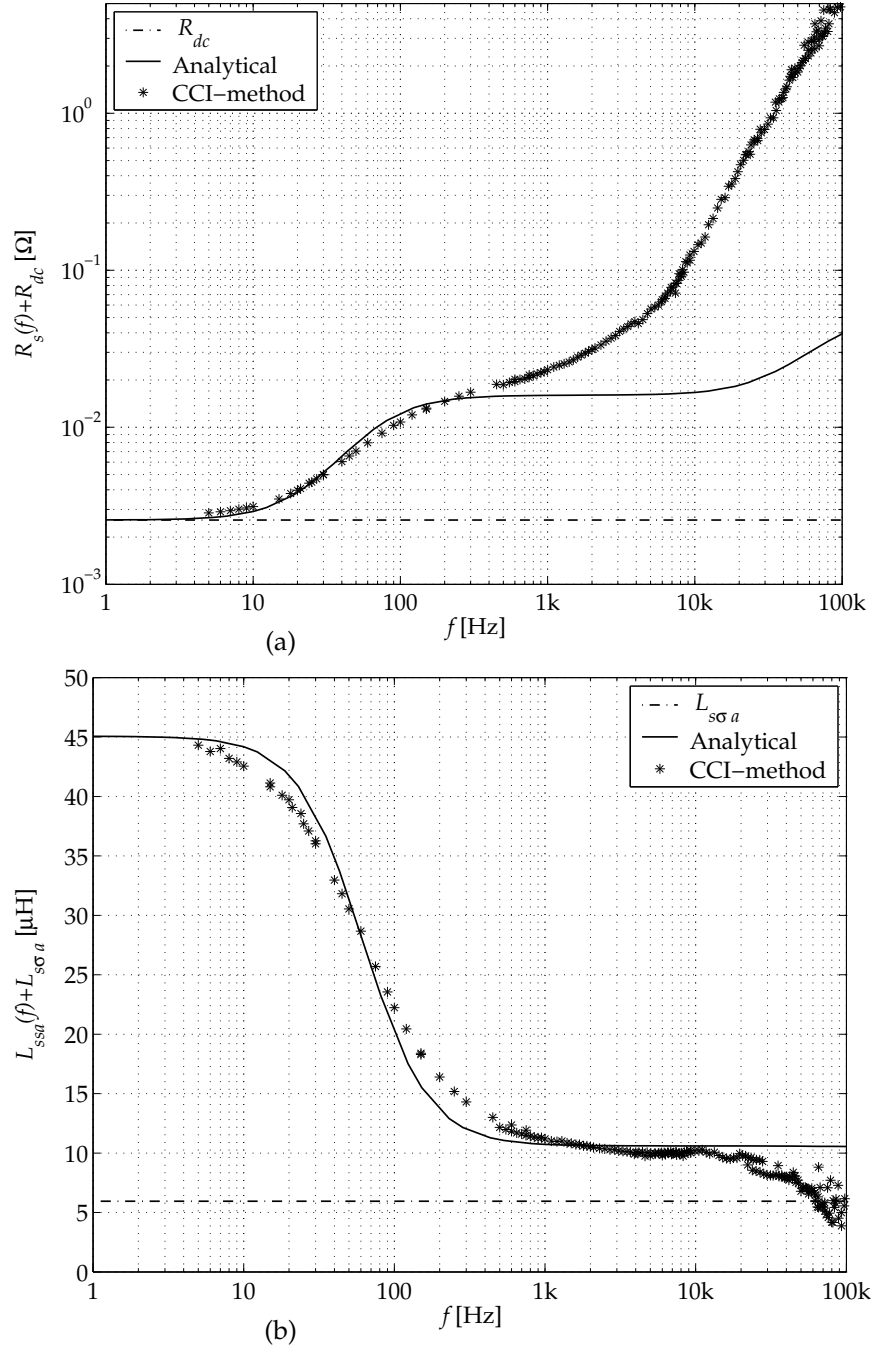 R_dc
Analytical
CCI−method
10^0
10^−1
10^−2
10^−3
R_s(f)+R_dc [Ω]
1
10
100
1k
10k
100k
f [Hz]
(a)
50
45
40
35
30
25
20
15
10
5
0
L_sσ a
Analytical
CCI−method
L_ssa(f)+L_sσ a [µH]
1
10
100
1k
10k
100k
f [Hz]
(b)